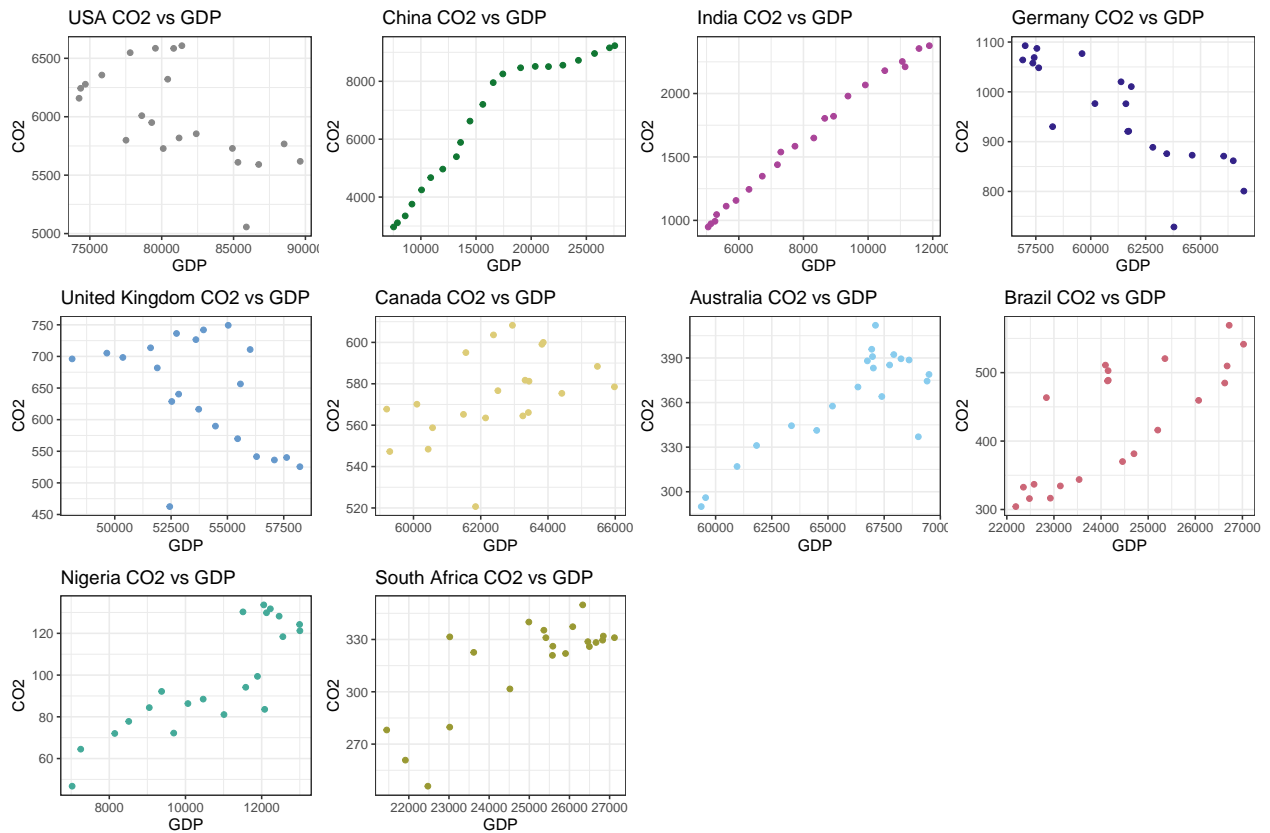 USA CO2 vs GDP
CO2
6500
6000
5500
5000
75000 80000 85000 90000
GDP
China CO2 vs GDP
CO2
8000
6000
4000
10000 15000 20000 25000
GDP
India CO2 vs GDP
CO2
2000
1500
1000
6000 8000 10000 12000
GDP
Germany CO2 vs GDP
CO2
1100
1000
900
800
57500 60000 62500 65000
GDP
United Kingdom CO2 vs GDP
CO2
750
700
650
600
550
500
450
50000 52500 55000 57500
GDP
Canada CO2 vs GDP
CO2
600
580
560
540
520
60000 62000 64000 66000
GDP
Australia CO2 vs GDP
CO2
390
360
330
300
60000 62500 65000 67500 7000
GDP
Brazil CO2 vs GDP
CO2
500
400
300
22000 23000 24000 25000 26000 27000
GDP
Nigeria CO2 vs GDP
CO2
120
100
80
60
8000 10000 12000
GDP
South Africa CO2 vs GDP
CO2
330
300
270
22000 23000 24000 25000 26000 27000
GDP